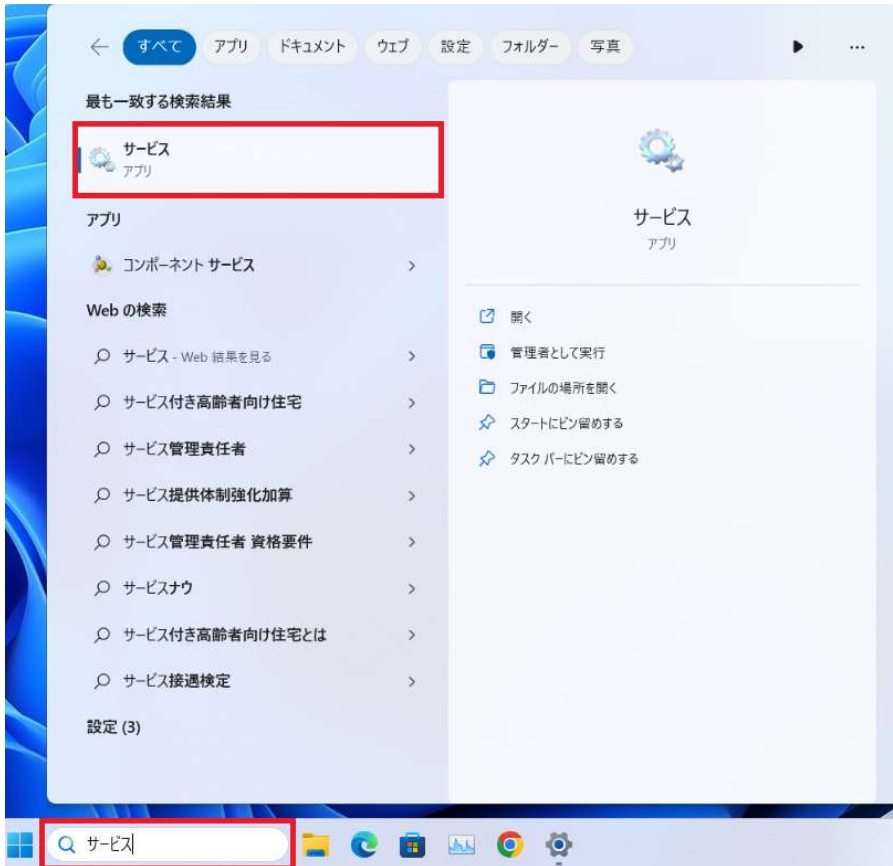 すべて アプリ ドキュメント ウェブ 設定 フォルダー 写真 ...
最も一致する検索結果
サービス
アプリ
アプリ
コンポーネント サービス
Web の検索
サービス - Web 結果を見る
サービス付き高齢者向け住宅
サービス管理責任者
サービス提供体制強化加算
サービス管理責任者 資格要件
サービスナウ
サービス付き高齢者向け住宅とは
サービス接遇検定
設定 (3)
サービス
アプリ
開く
管理者として実行
ファイルの場所を開く
スタートにピン留めする
タスク バーにピン留めする
サービス